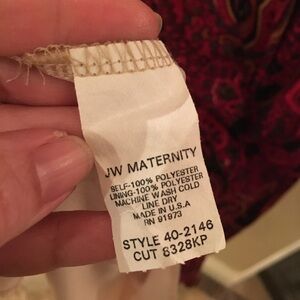 JW MATERNITY
SELF-100% POLYESTER
LINING-100% POLYESTER
MACHINE WASH COLD
LINE DRY
MADE IN U.S.A
RN 91973
STYLE 40-2146
CUT 8328KP